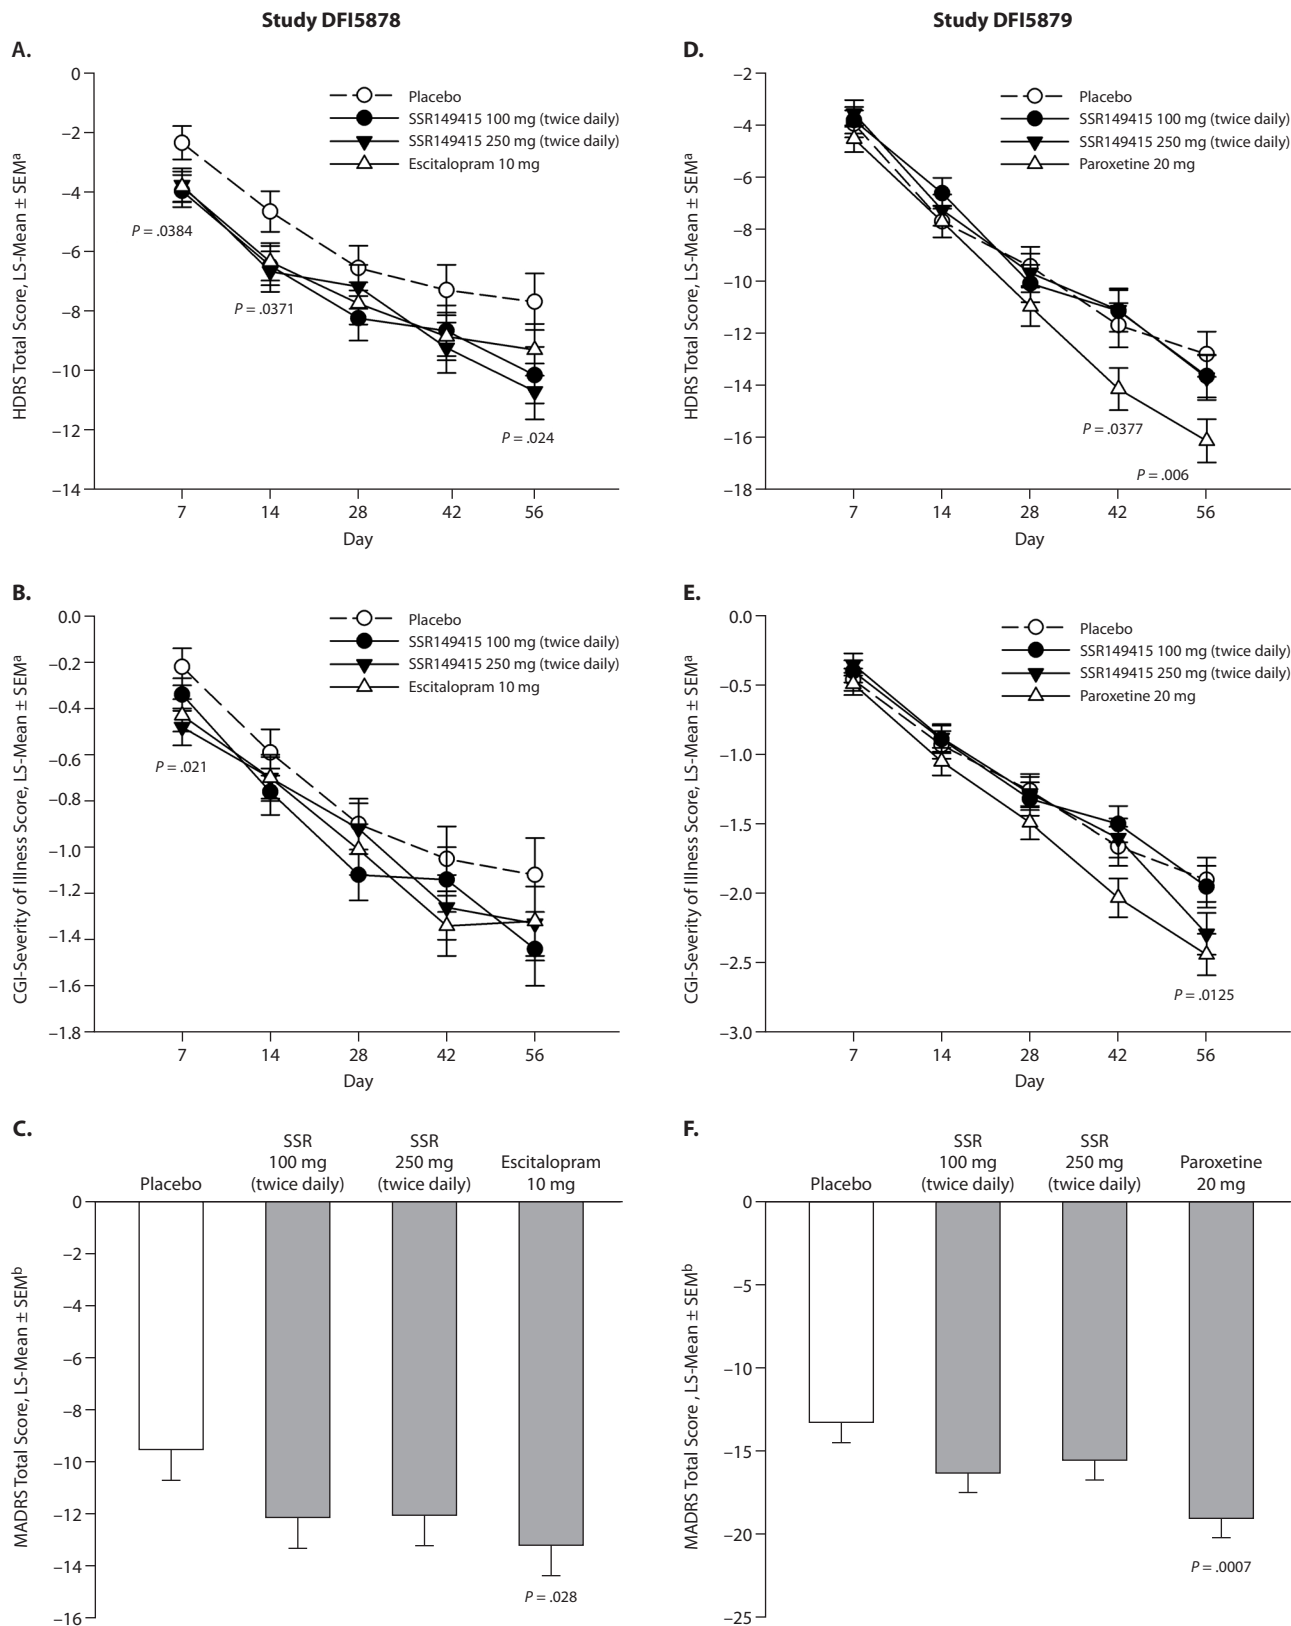 Study DFI5878
A.
HDRS Total Score, LS-Mean ± SEMa
0
−2
−4
−6
−8
−10
−12
−14
Placebo
SSR149415 100 mg (twice daily)
SSR149415 250 mg (twice daily)
Escitalopram 10 mg
P = .0384
P = .0371
P = .024
7 14 28 42 56
Day
Study DFI5879
D.
HDRS Total Score, LS-Mean ± SEMa
−2
−4
−6
−8
−10
−12
−14
−16
−18
Placebo
SSR149415 100 mg (twice daily)
SSR149415 250 mg (twice daily)
Paroxetine 20 mg
P = .0377
P = .006
7 14 28 42 56
Day
B.
CGI-Severity of Illness Score, LS-Mean ± SEMa
0.0
−0.2
−0.4
−0.6
−0.8
−1.0
−1.2
−1.4
−1.6
−1.8
Placebo
SSR149415 100 mg (twice daily)
SSR149415 250 mg (twice daily)
Escitalopram 10 mg
P = .021
7 14 28 42 56
Day
E.
CGI-Severity of Illness Score, LS-Mean ± SEMa
0.0
−0.5
−1.0
−1.5
−2.0
−2.5
−3.0
Placebo
SSR149415 100 mg (twice daily)
SSR149415 250 mg (twice daily)
Paroxetine 20 mg
P = .0125
7 14 28 42 56
Day
C.
MADRS Total Score, LS-Mean ± SEMb
Placebo
SSR
100 mg
(twice daily)
SSR
250 mg
(twice daily)
Escitalopram
10 mg
0
−2
−4
−6
−8
−10
−12
−14
−16
P = .028
F.
MADRS Total Score , LS-Mean ± SEMb
Placebo
SSR
100 mg
(twice daily)
SSR
250 mg
(twice daily)
Paroxetine
20 mg
0
−5
−10
−15
−20
−25
P = .0007